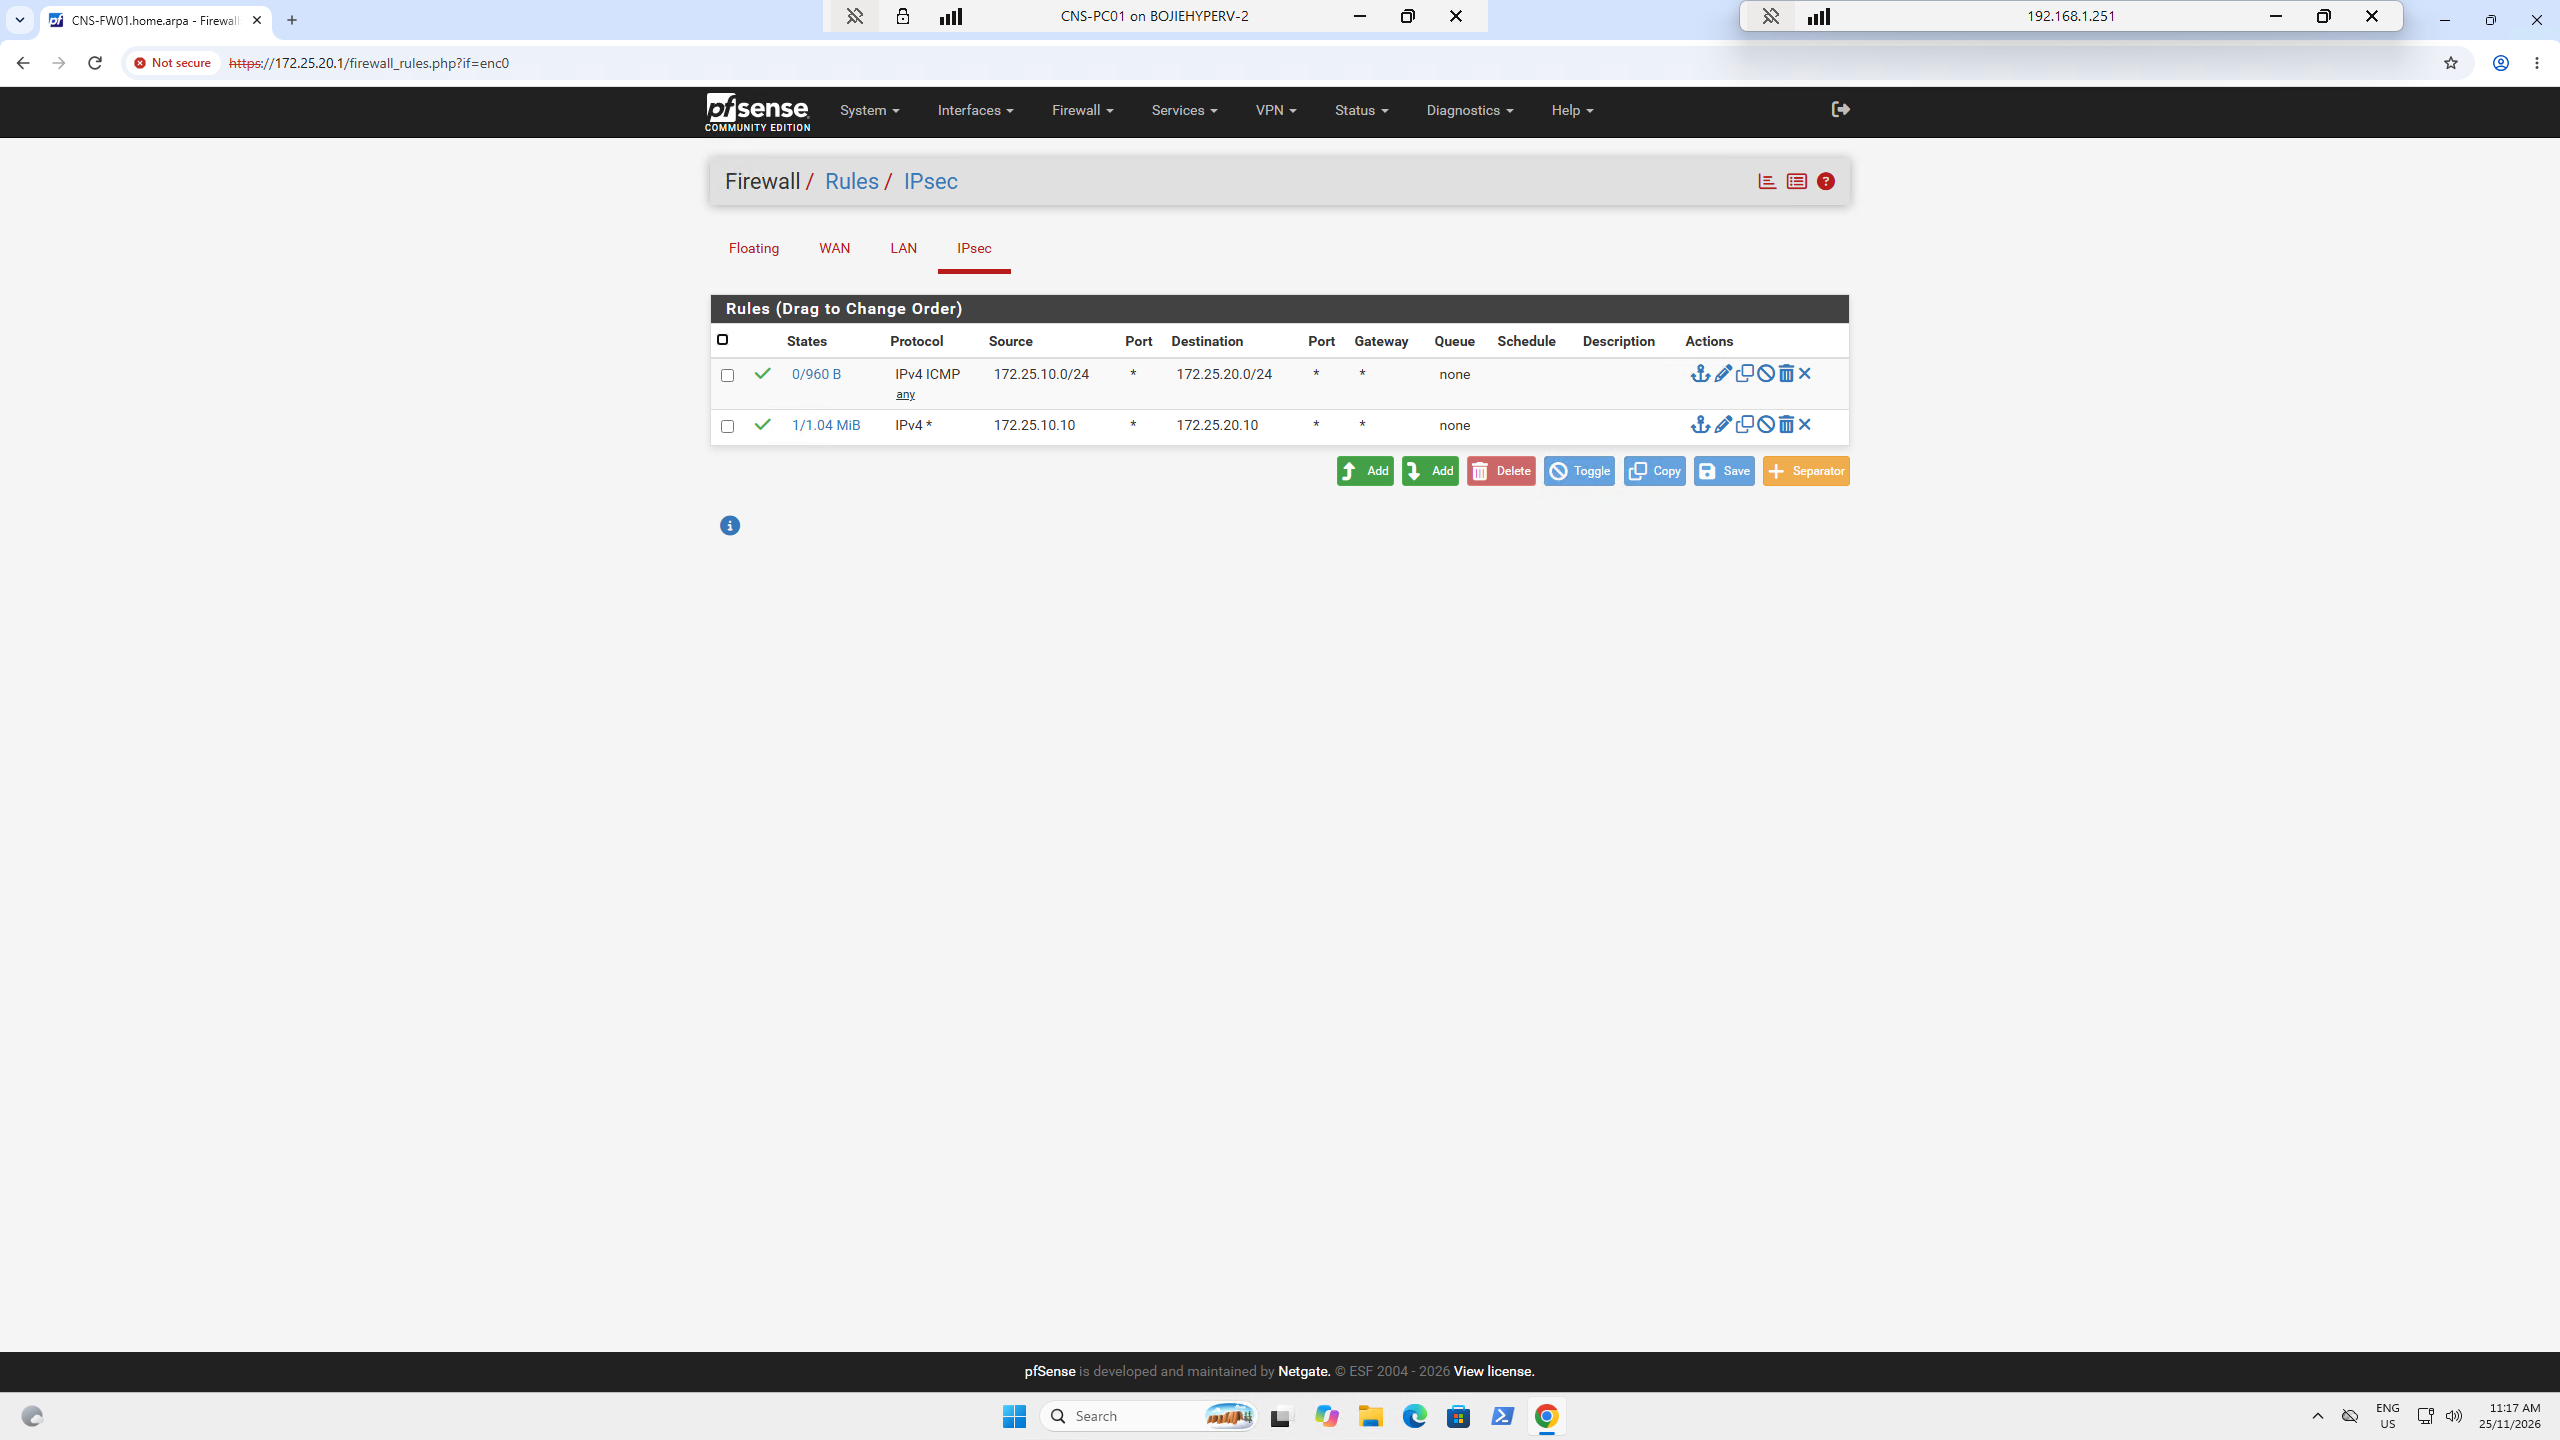 CNS-FW01.home.arpa - Firewall
CNS-PC01 on BOJIEHYPERV-2
192.168.1.251
Not secure
https://172.25.20.1/firewall_rules.php?if=enc0
pfsense
COMMUNITY EDITION
System
Interfaces
Firewall
Services
VPN
Status
Diagnostics
Help
Firewall / Rules / IPsec
Floating
WAN
LAN
IPsec
Rules (Drag to Change Order)
States Protocol Source Port Destination Port Gateway Queue Schedule Description Actions
0/960 B IPv4 ICMP 172.25.10.0/24 * 172.25.20.0/24 * * none
any
1/1.04 MiB IPv4 * 172.25.10.10 * 172.25.20.10 * * none
Add
Add
Delete
Toggle
Copy
Save
Separator
pfSense is developed and maintained by Netgate. © ESF 2004 - 2026 View license.
Search
ENG
US
11:17 AM
25/11/2026